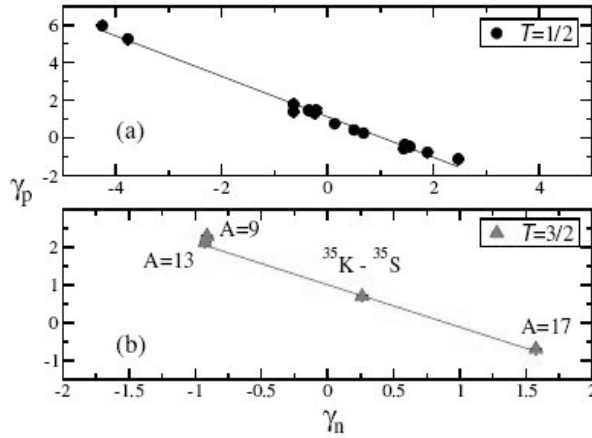 6
4
2
0
-2
T=1/2
(a)
-4 -2 0 2 4
γp
2
1
0
-1
T=3/2
A=9
A=13
35K - 35S
A=17
(b)
-2 -1.5 -1 -0.5 0 0.5 1 1.5 2
γn